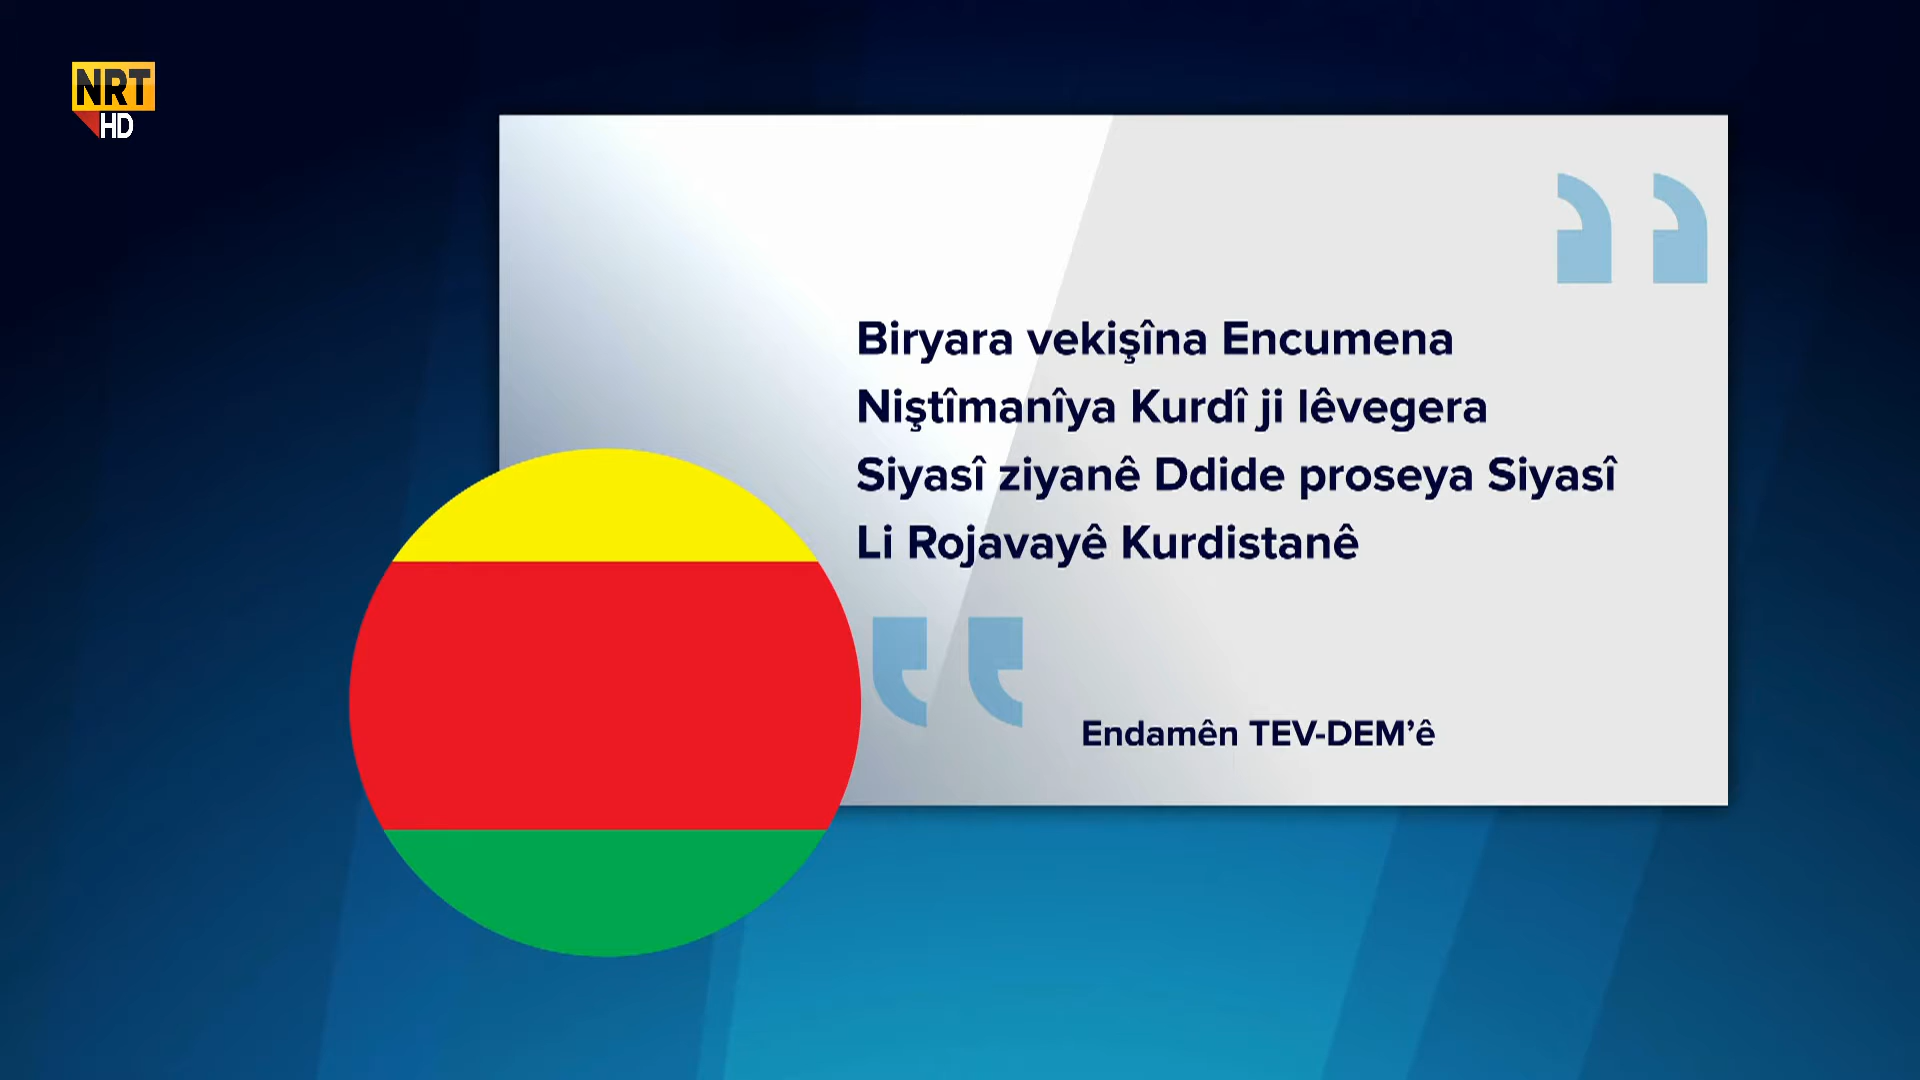 NRT
HD
Biryara vekişîna Encumena
Niştîmanîya Kurdî ji lêvegera
Siyasî ziyanê Ddide proseya Siyasî
Li Rojavayê Kurdistanê
Endamên TEV-DEM’ê